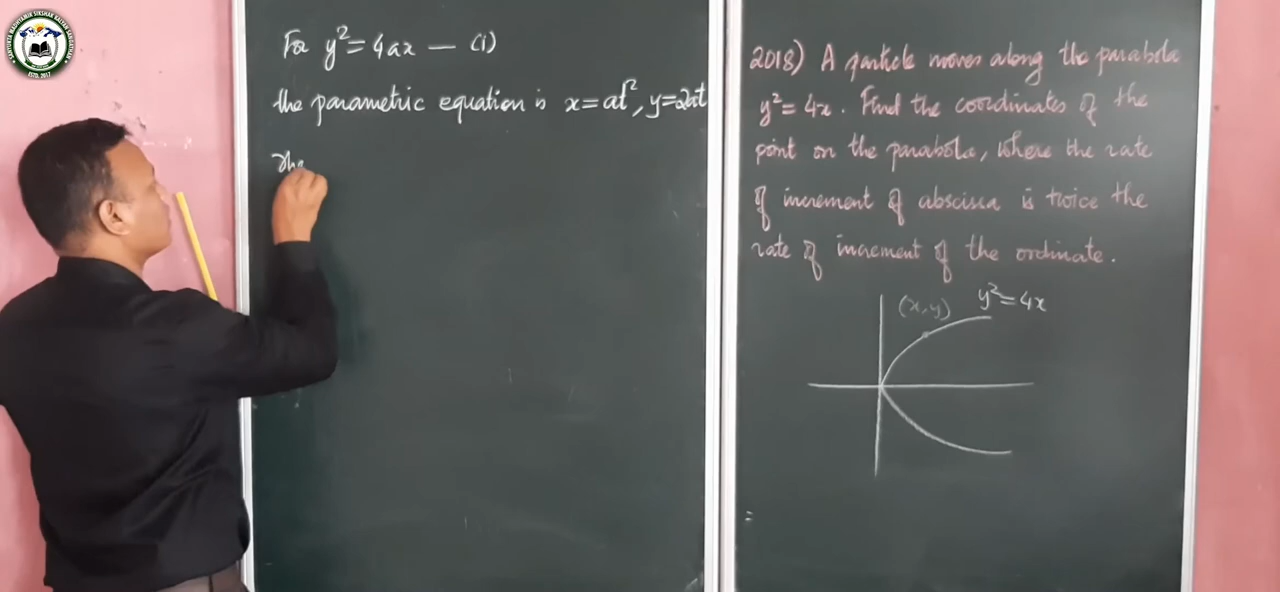 For y² = 4ax — (i)
the parametric equation is x = at², y = 2at
2018) A particle moves along the parabola
y² = 4x. Find the coordinates of the
point on the parabola, where the rate
of increment of abscissa is twice the
rate of increment of the ordinate.
(x, y) y² = 4x
=
ESTD. 2017